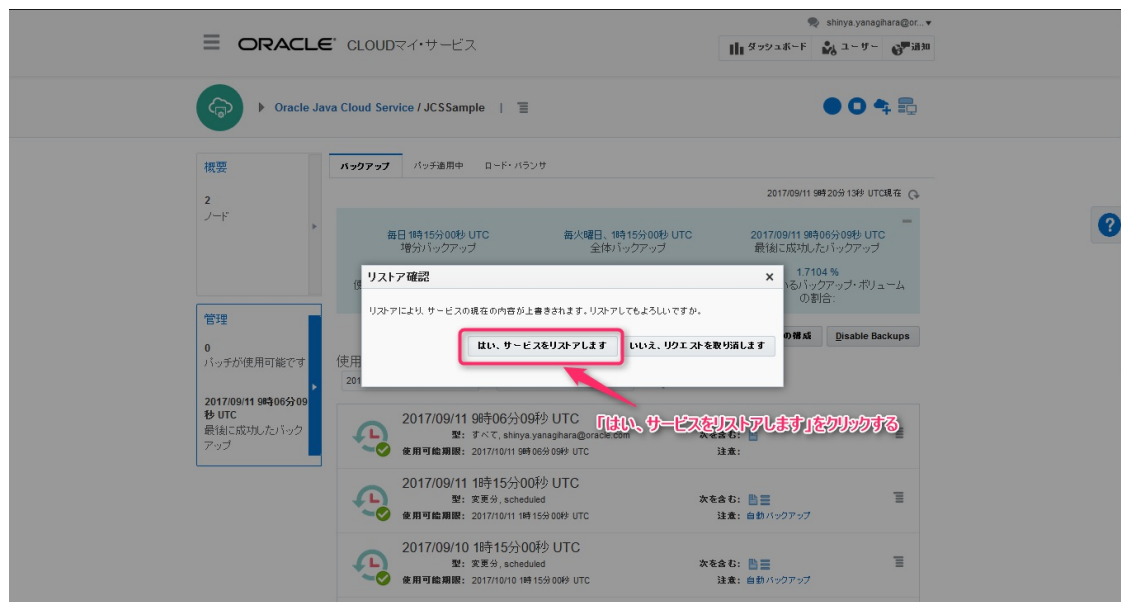 shinya.yanagihara@or...
ORACLE CLOUDマイ・サービス
ダッシュボード ユーザー 通知
Oracle Java Cloud Service / JCSSample
概要
2
ノード
バックアップ パッチ適用中 ロード・バランサ
2017/09/11 9時20分13秒 UTC現在
毎日 1時15分00秒 UTC
増分バックアップ
毎火曜日、1時15分00秒 UTC
全体バックアップ
2017/09/11 9時06分09秒 UTC
最後に成功したバックアップ
1.7104 %
いるバックアップ・ボリューム
の割合:
リストア確認
リストアにより、サービスの現在の内容が上書きされます。リストアしてもよろしいですか。
はい、サービスをリストアします いいえ、リクエストを取り消します
の構成 Disable Backups
管理
0
パッチが使用可能です
2017/09/11 9時06分09
秒 UTC
最後に成功したバック
アップ
使用
201
「はい、サービスをリストアします」をクリックする
2017/09/11 9時06分09秒 UTC
型: すべて, shinya.yanagihara@oracle.com 次を含む:
使用可能期限: 2017/10/11 9時06分09秒 UTC 注意:
2017/09/11 1時15分00秒 UTC
型: 変更分, scheduled 次を含む:
使用可能期限: 2017/10/11 1時15分00秒 UTC 注意: 自動バックアップ
2017/09/10 1時15分00秒 UTC
型: 変更分, scheduled 次を含む:
使用可能期限: 2017/10/10 1時15分00秒 UTC 注意: 自動バックアップ